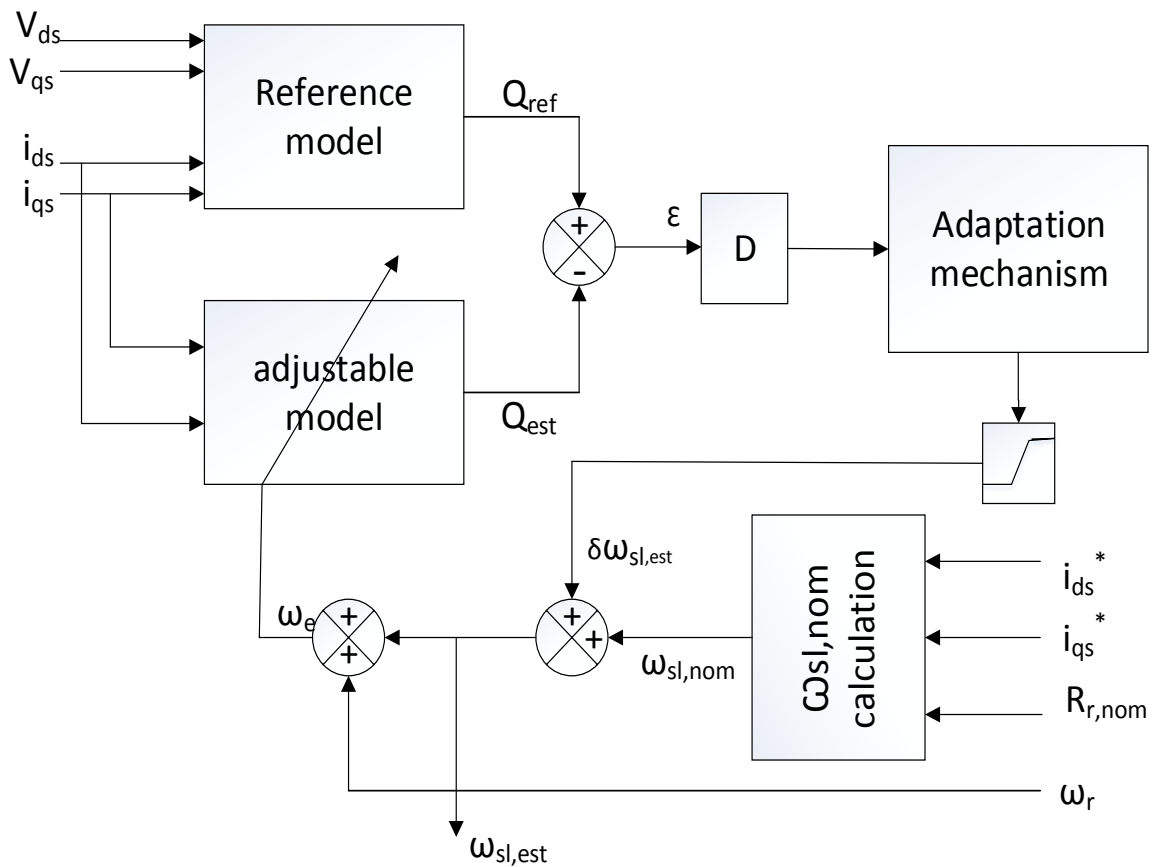 V_ds
V_qs
i_ds
i_qs
Reference
model
Q_ref
+
-
ε
D
Adaptation
mechanism
adjustable
model
Q_est
δω_sl,est
ω_e
+
+
+
+
ω_sl,nom
ωsl,nom
calculation
i_ds*
i_qs*
R_r,nom
ω_r
ω_sl,est